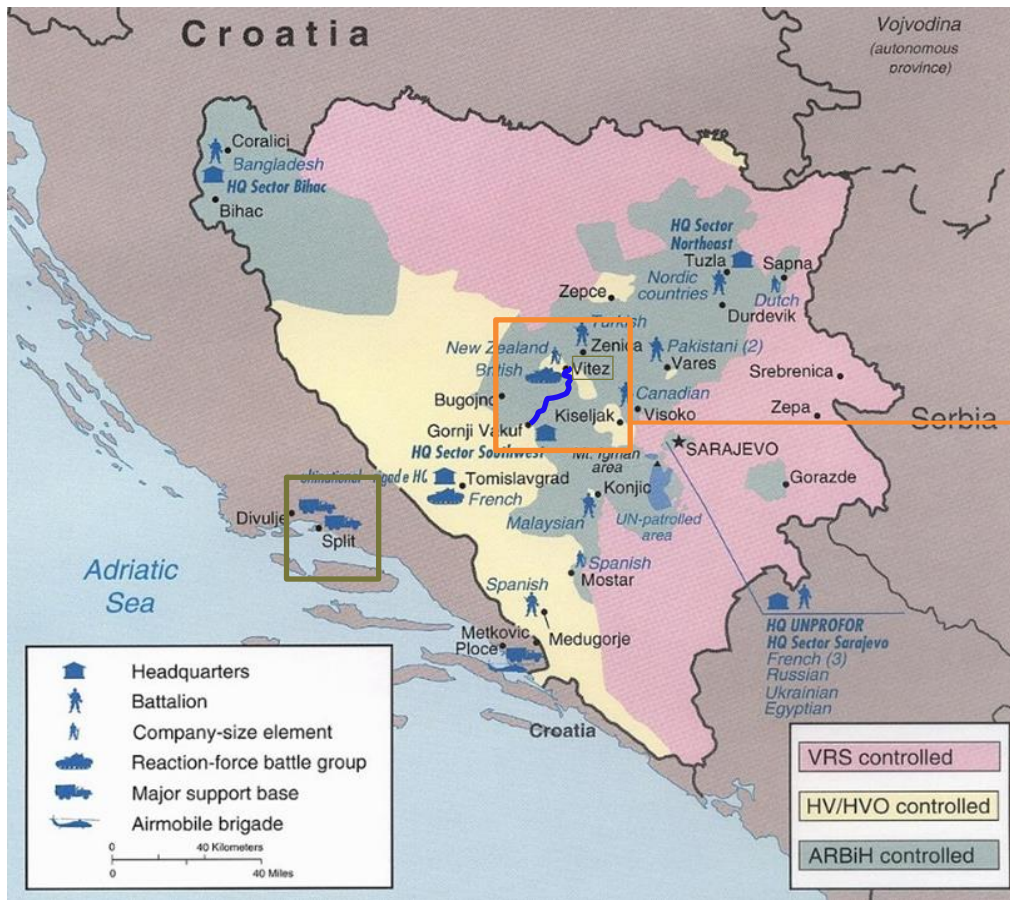 Croatia
Vojvodina
(autonomous
province)
Coralici
Bangladesh
HQ Sector Bihac
Bihac
HQ Sector
Northeast
Tuzla
Sapna
Nordic
countries
Dutch
Durdevik
Zepce
Turkish
Zenica
New Zealand
British
Vitez
Pakistani (2)
Vares
Srebrenica
Bugojno
Canadian
Visoko
Zepa
Kiseljak
Serbia
Gornji Vakuf
HQ Sector Southwest
SARAJEVO
Mt. Igman
area
Tomislavgrad
French
Konjic
Gorazde
Malaysian
UN-patrolled
area
Divulje
Split
Adriatic
Sea
Spanish
Mostar
Spanish
Medugorje
Metkovic
Ploce
HQ UNPROFOR
HQ Sector Sarajevo
French (3)
Russian
Ukrainian
Egyptian
Croatia
Headquarters
Battalion
Company-size element
Reaction-force battle group
Major support base
Airmobile brigade
0 40 Kilometers
0 40 Miles
VRS controlled
HV/HVO controlled
ARBiH controlled